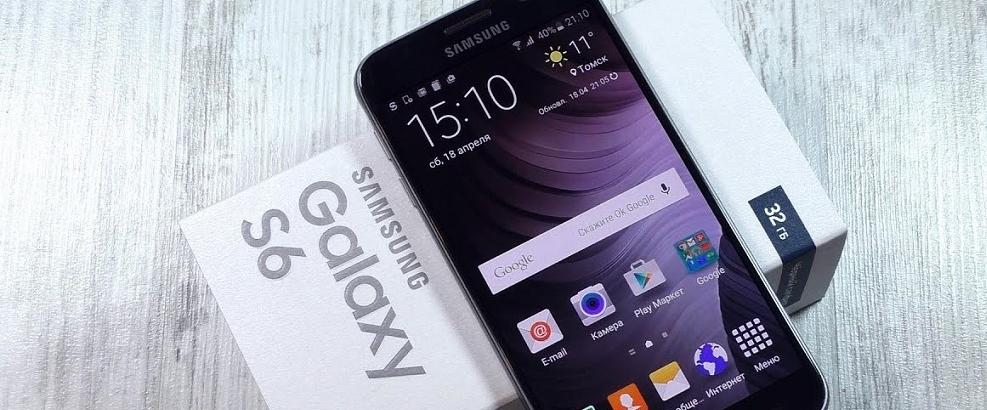 SAMSUNG
40% 21:10
15:10
сб, 18 апреля
11°
Томск
Обновл. 18.04 21:05
Google
Скажите Ok Google
E-mail
Камера
Play Маркет
Google
Интернет
Меню
SAMSUNG
Galaxy
S6
32 ГБ